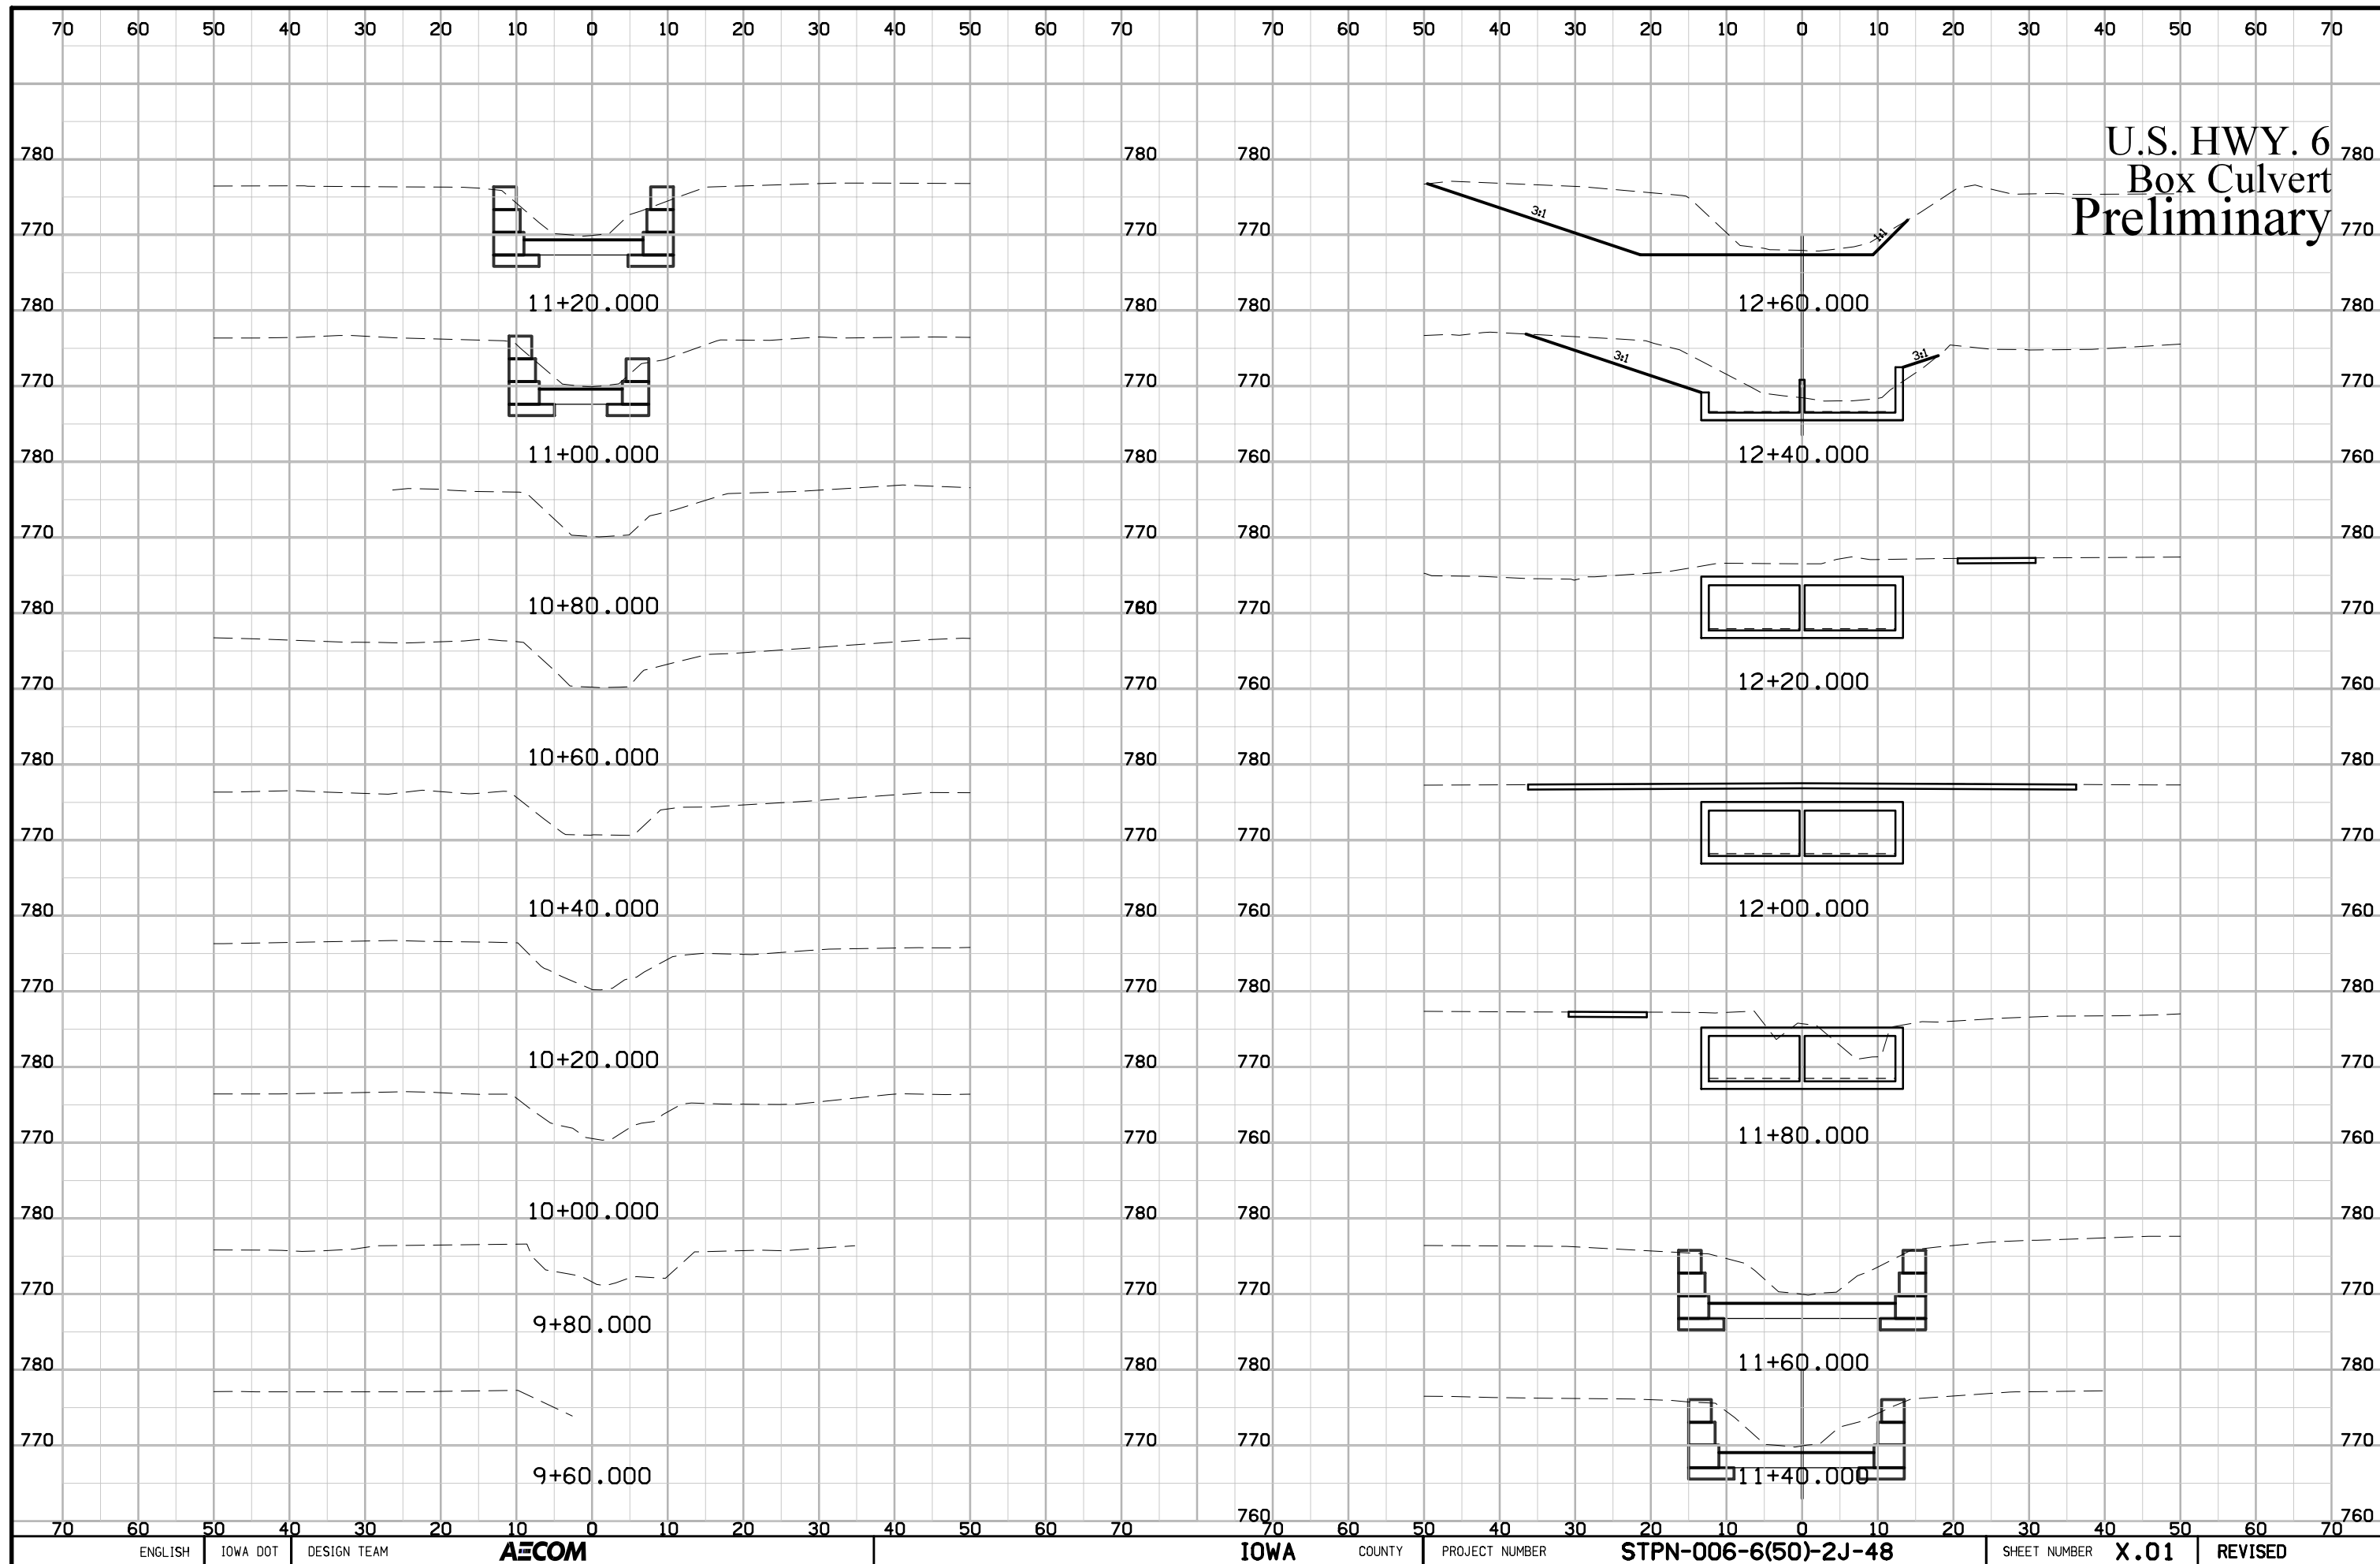 70 60 50 40 30 20 10 0 10 20 30 40 50 60 70 70 60 50 40 30 20 10 0 10 20 30 40 50 60 70
U.S. HWY. 6
780 780 780 780
Box Culvert
Preliminary
770 770 770 3:1 1:1 770
11+20.000 12+60.000
780 780 780 780
3:1 3:1
770 770 770 770
11+00.000 12+40.000
780 780 760 760
770 770 780 780
10+80.000
780 780 770 770
12+20.000
770 770 760 760
10+60.000
780 780 780 780
770 770 770 770
10+40.000 12+00.000
780 780 760 760
770 770 780 780
10+20.000
780 780 770 770
11+80.000
770 770 760 760
10+00.000
780 780 780 780
770 770 770 770
9+80.000
11+60.000
780 780 780 780
770 770 770 770
9+60.000 11+40.000
760 760
70 60 50 40 30 20 10 0 10 20 30 40 50 60 70 70 60 50 40 30 20 10 0 10 20 30 40 50 60 70
ENGLISH IOWA DOT DESIGN TEAM AECOM IOWA COUNTY PROJECT NUMBER STPN-006-6(50)-2J-48 SHEET NUMBER X.01 REVISED